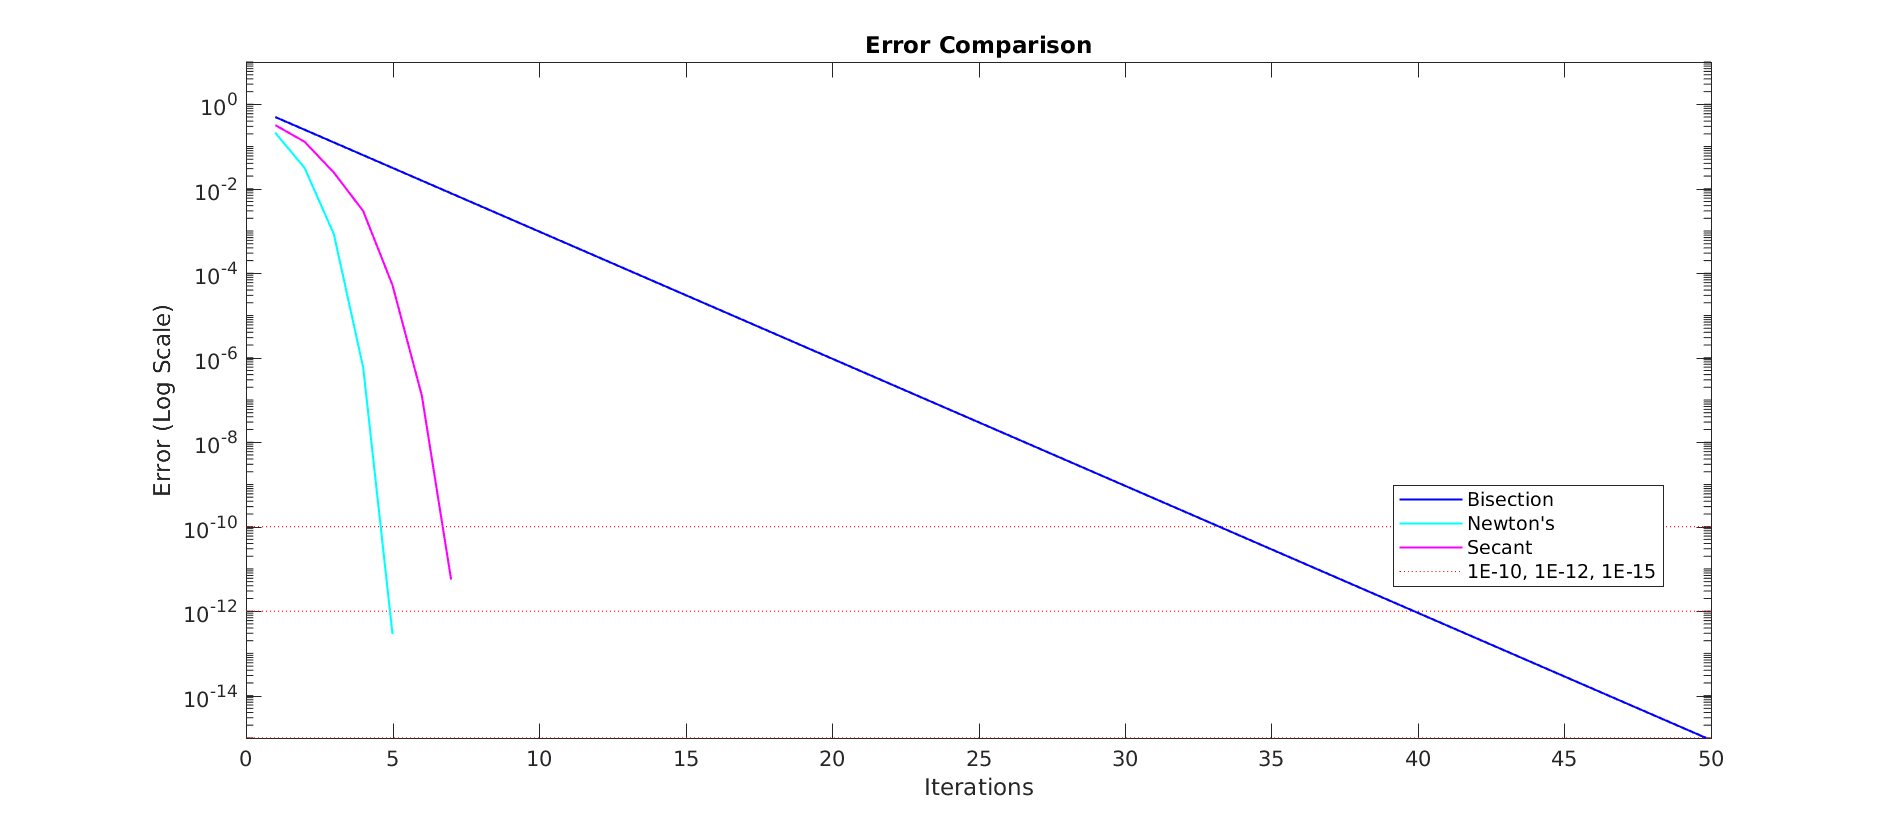 Error Comparison
10^0
10^-2
10^-4
10^-6
10^-8
10^-10
10^-12
10^-14
Error (Log Scale)
Bisection
Newton's
Secant
1E-10, 1E-12, 1E-15
0 5 10 15 20 25 30 35 40 45 50
Iterations